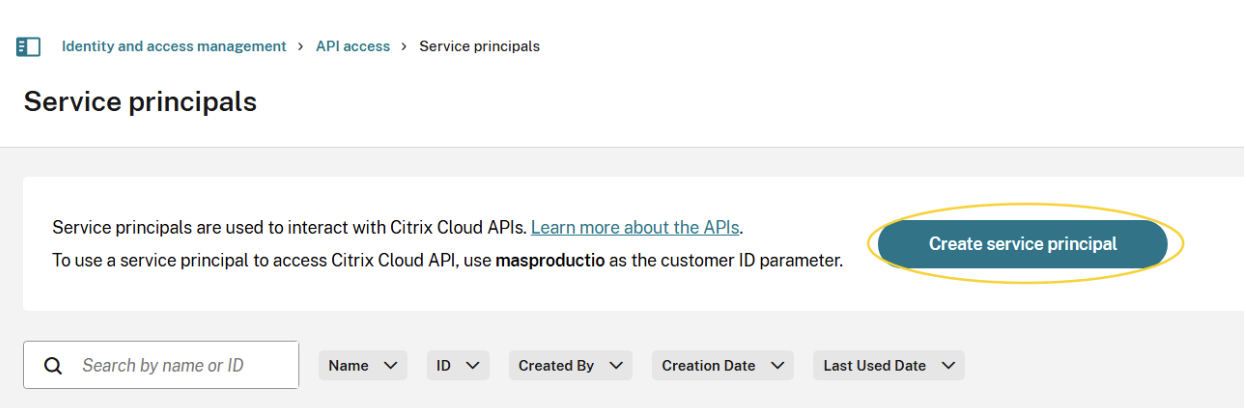 Identity and access management > API access > Service principals
Service principals
Service principals are used to interact with Citrix Cloud APIs. Learn more about the APIs.
To use a service principal to access Citrix Cloud API, use masproductio as the customer ID parameter.
Create service principal
Search by name or ID
Name
ID
Created By
Creation Date
Last Used Date